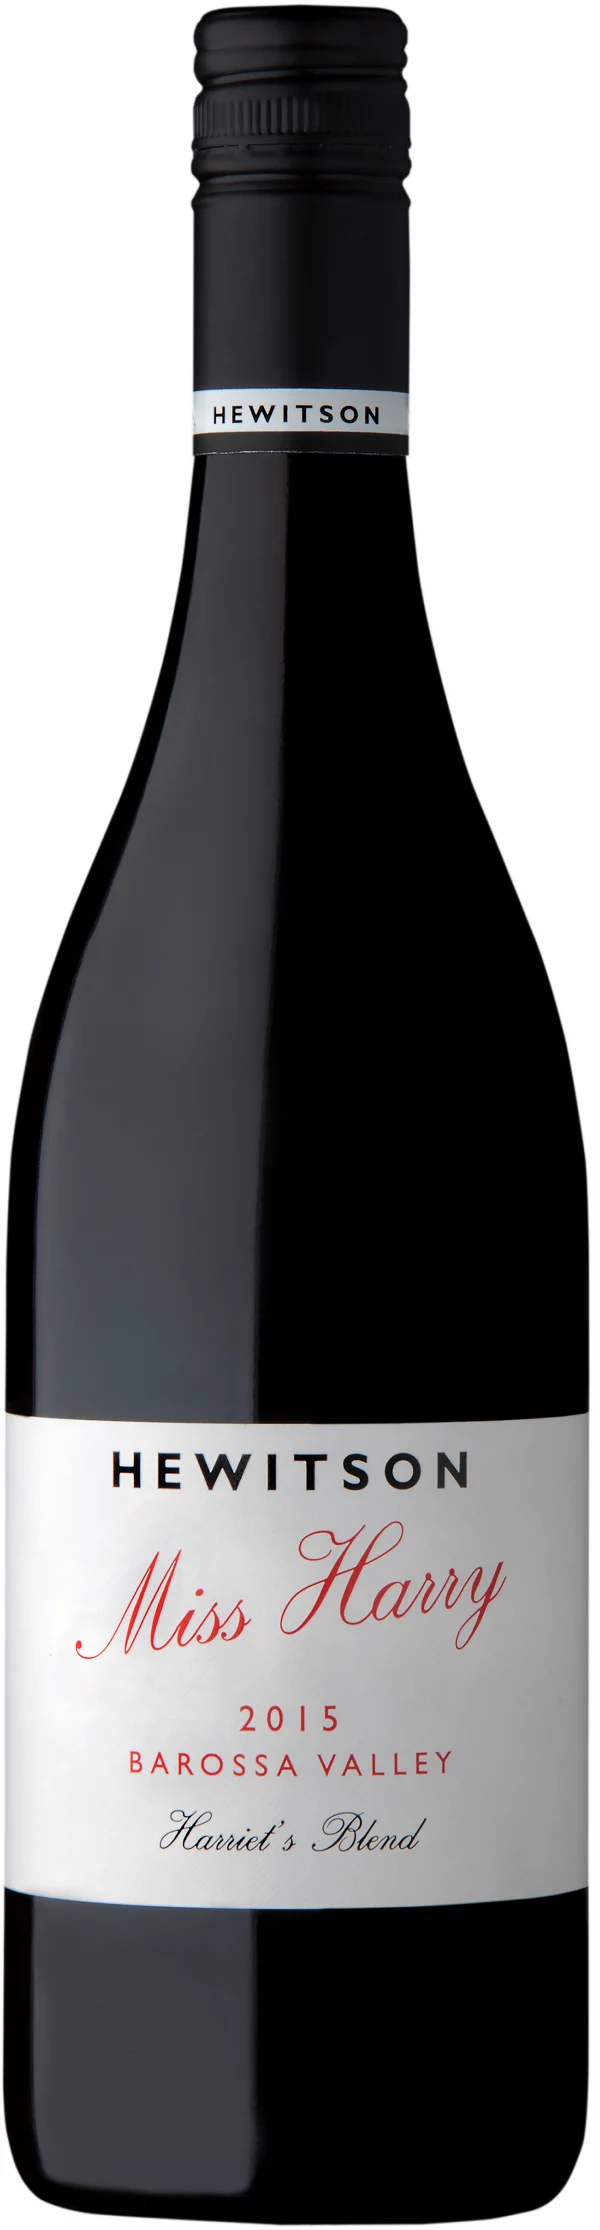 HEWITSON
HEWITSON
Miss Harry
2015
BAROSSA VALLEY
Harriet's Blend